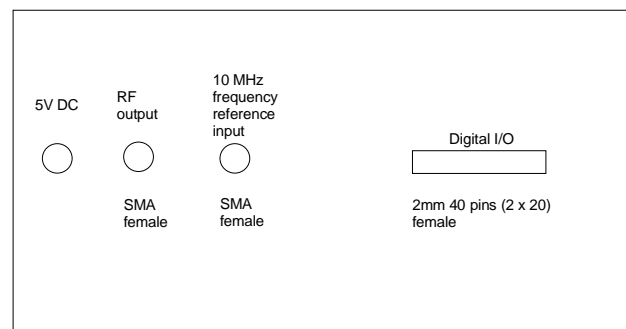 5V DC
RF
output
10 MHz
frequency
reference
input
Digital I/O
SMA
female
SMA
female
2mm 40 pins (2 x 20)
female